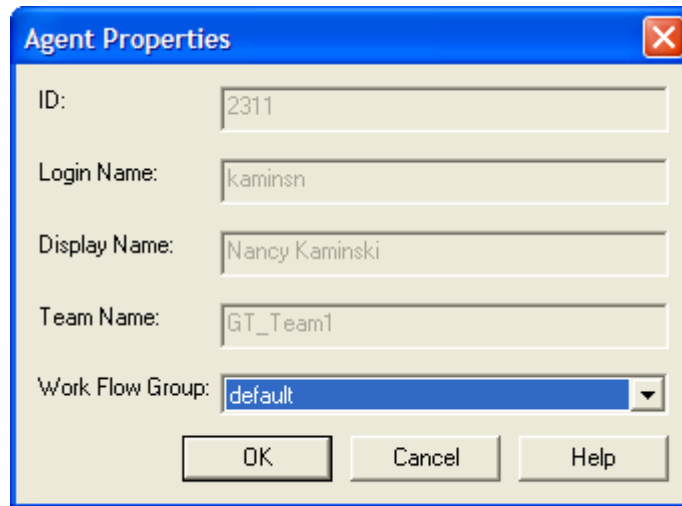 Agent Properties
ID: 2311
Login Name: kaminsn
Display Name: Nancy Kaminski
Team Name: GT_Team1
Work Flow Group: default
OK Cancel Help